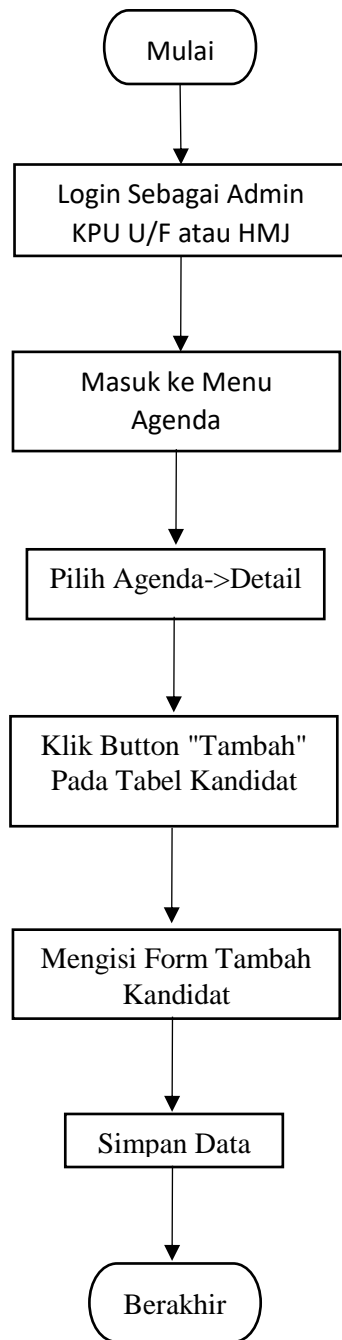 Mulai
Login Sebagai Admin
KPU U/F atau HMJ
Masuk ke Menu
Agenda
Pilih Agenda->Detail
Klik Button "Tambah"
Pada Tabel Kandidat
Mengisi Form Tambah
Kandidat
Simpan Data
Berakhir